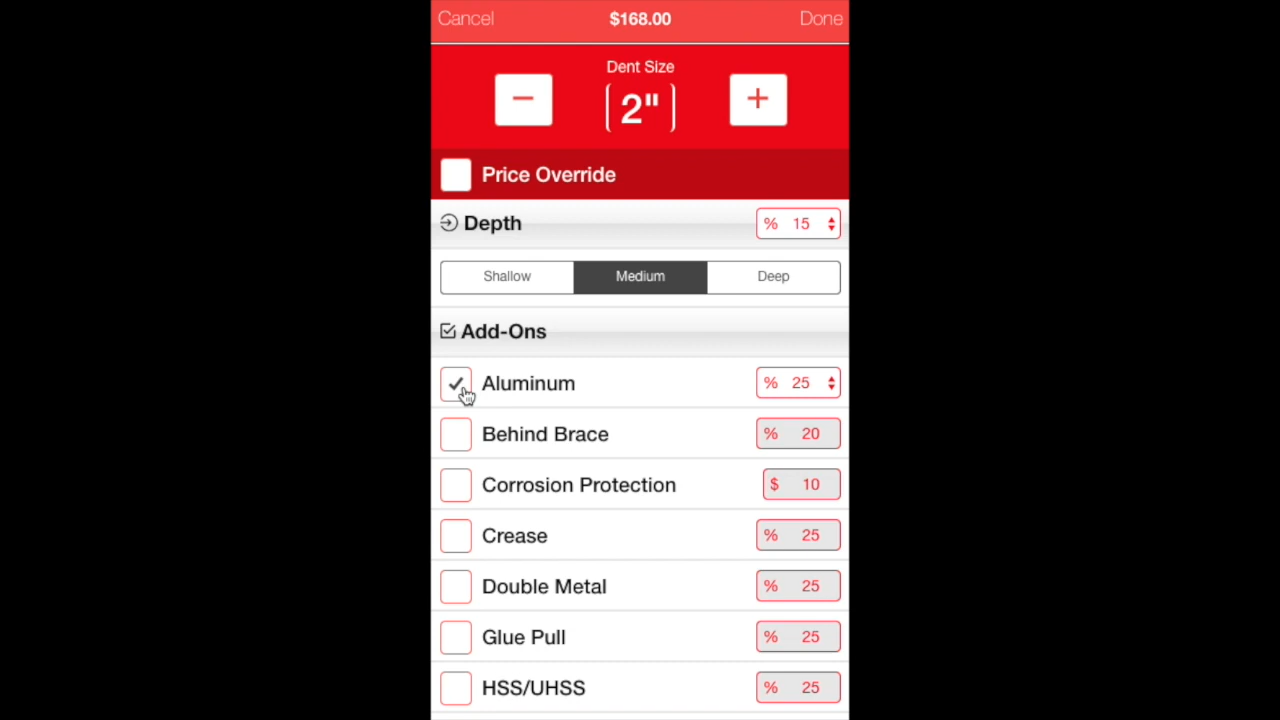 Cancel $168.00 Done
Dent Size
− 2" +
Price Override
Depth % 15
Shallow Medium Deep
Add-Ons
Aluminum % 25
Behind Brace % 20
Corrosion Protection $ 10
Crease % 25
Double Metal % 25
Glue Pull % 25
HSS/UHSS % 25